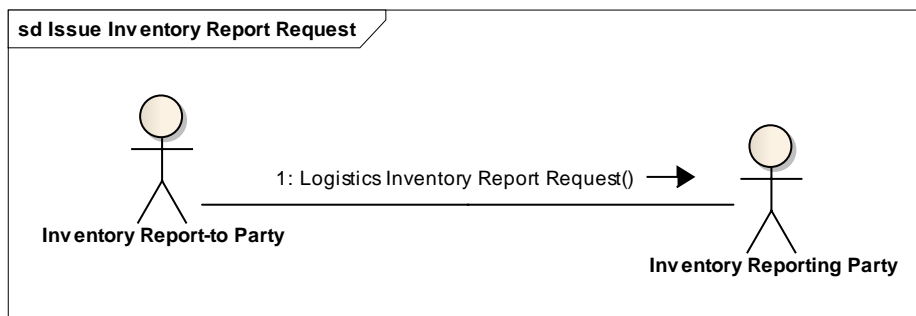 sd Issue Inventory Report Request
1: Logistics Inventory Report Request()
Inventory Report-to Party
Inventory Reporting Party